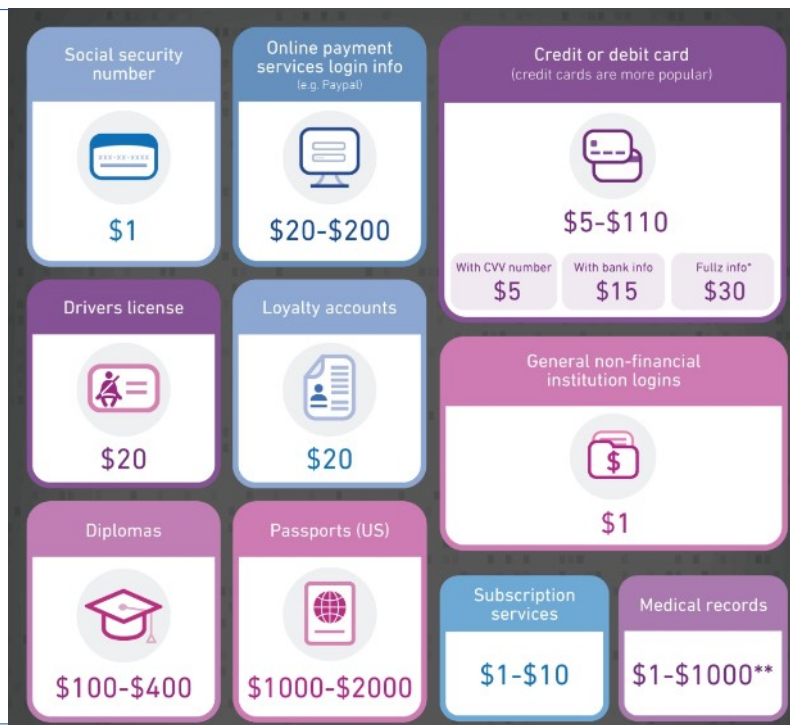 Social security
number
xxx-xx-xxxx
$1
Online payment
services login info
(e.g. Paypal)
$20-$200
Credit or debit card
(credit cards are more popular)
$5-$110
With CVV number
$5
With bank info
$15
Fullz info*
$30
Drivers license
$20
Loyalty accounts
$20
General non-financial
institution logins
$
$1
Diplomas
$100-$400
Passports (US)
$1000-$2000
Subscription
services
$1-$10
Medical records
$1-$1000**